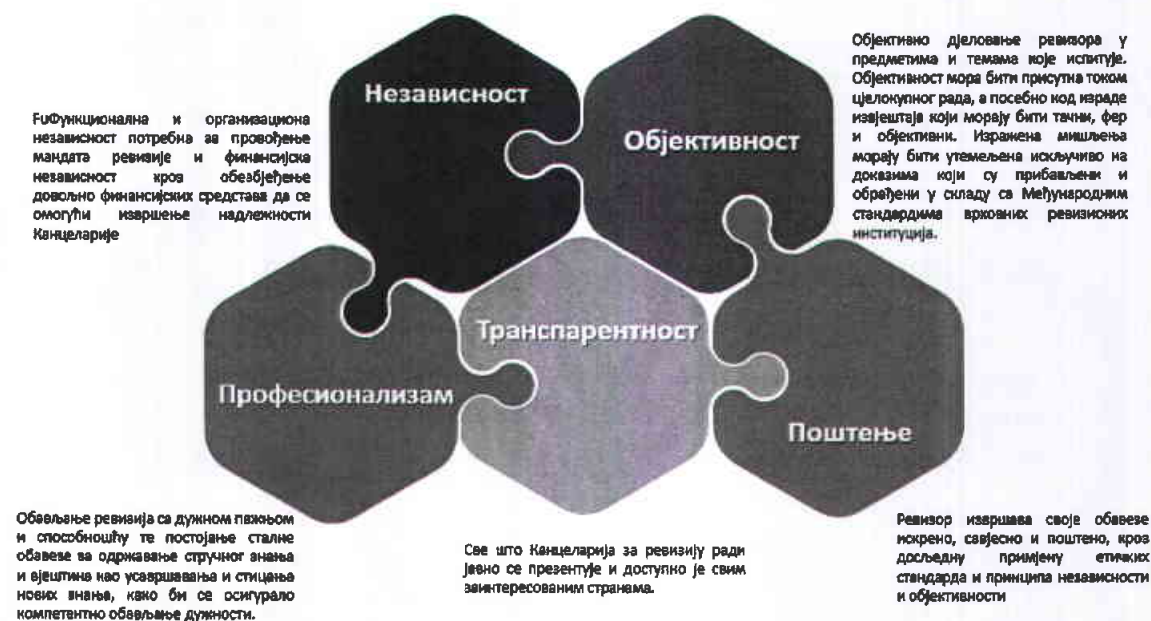 Независност
Објективност
Објективно дјеловање ревизора у
предметима и темама које испитује.
Објективност мора бити присутна током
цјелокупног рада, а посебно код израде
извјештаја који морају бити тачни, фер
и објективни. Изражена мишљења
морају бити утемељена искључиво на
доказима који су прибављени и
обрађени у складу са Међународним
стандардима врховних ревизионих
институција.
FuФункционална и организациона
независност потребна за провођење
мандата ревизије и финансијска
независност кроз обезбјеђење
довољно финансијских средстава да се
омогући извршење надлежности
Канцеларије
Транспарентност
Професионализам
Поштење
Обављање ревизија са дужном пажњом
и способношћу те постојање сталне
обавезе за одржавање стручног знања
и вјештина као усавршавања и стицања
нових знања, како би се осигурало
компетентно обављање дужности.
Све што Канцеларија за ревизију ради
јавно се презентује и доступно је свим
заинтересованим странама.
Ревизор извршава своје обавезе
искрено, савјесно и поштено, кроз
досљедну примјену етичких
стандарда и принципа независности
и објективности